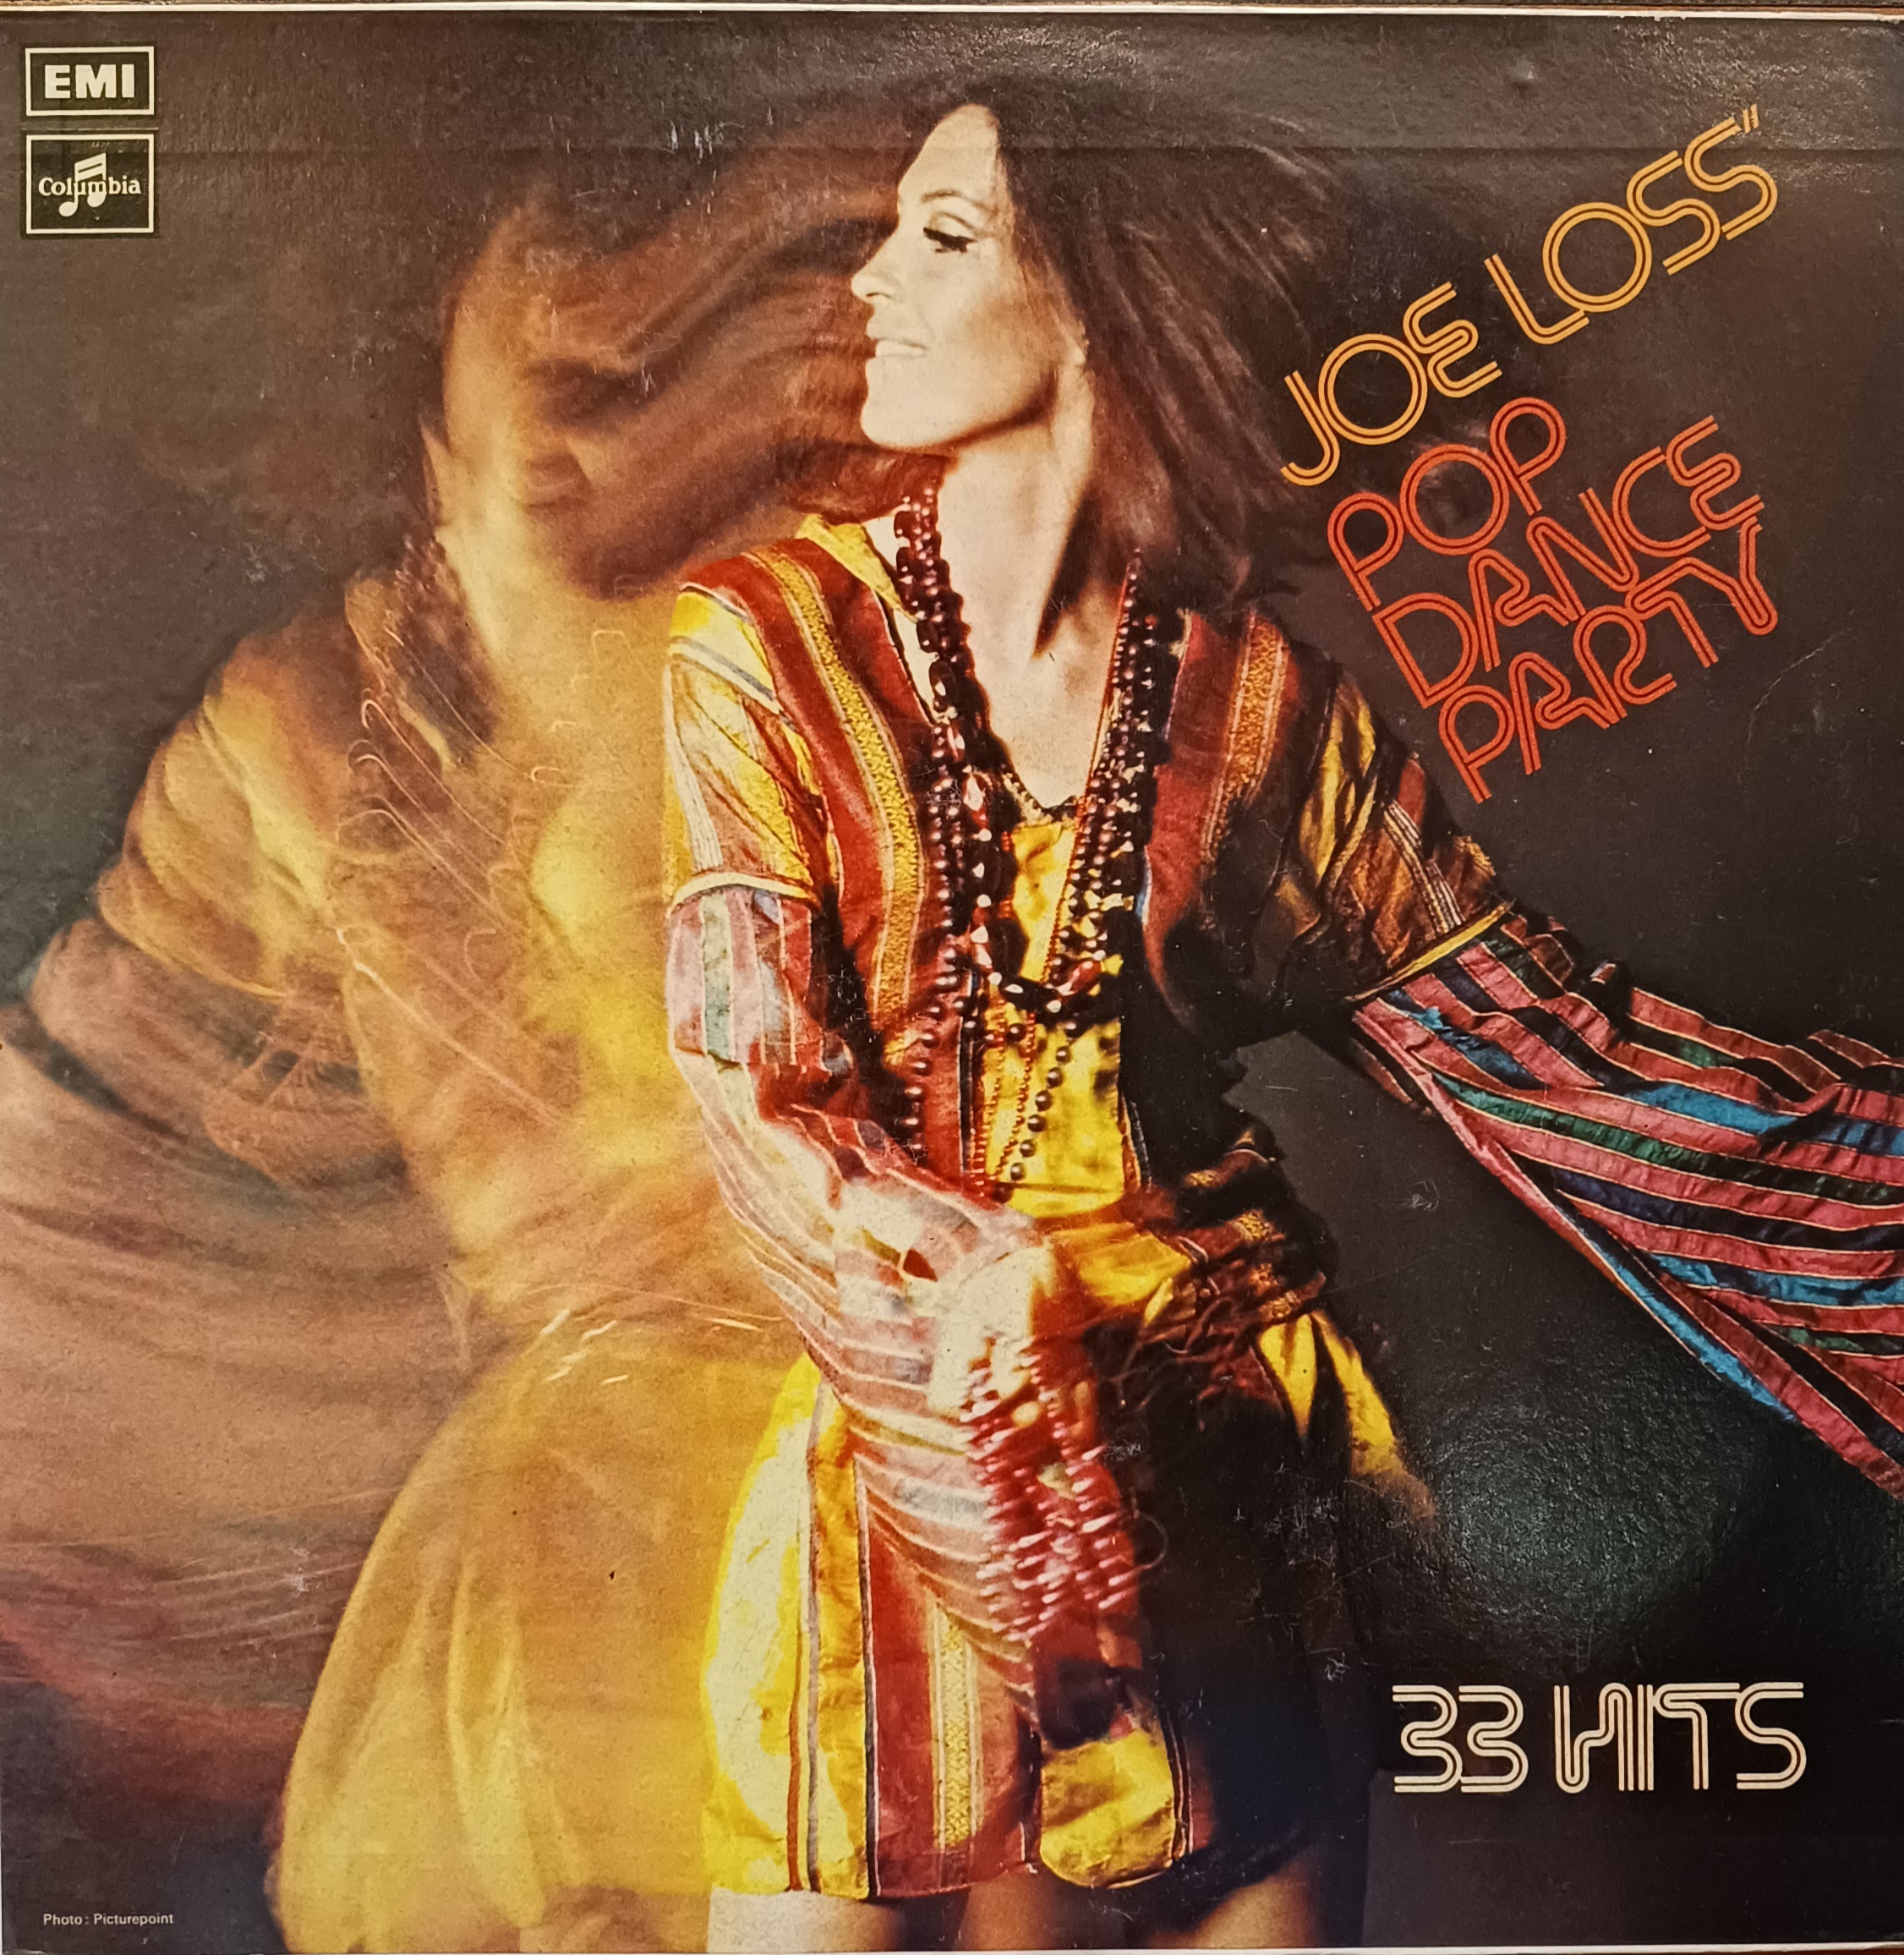 EMI
Columbia
JOE LOSS'
POP
DANCE
PARTY
33 HITS
Photo: Picturepoint